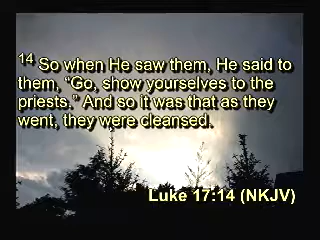 14 So when He saw them, He said to
them, “Go, show yourselves to the
priests.” And so it was that as they
went, they were cleansed.
Luke 17:14 (NKJV)